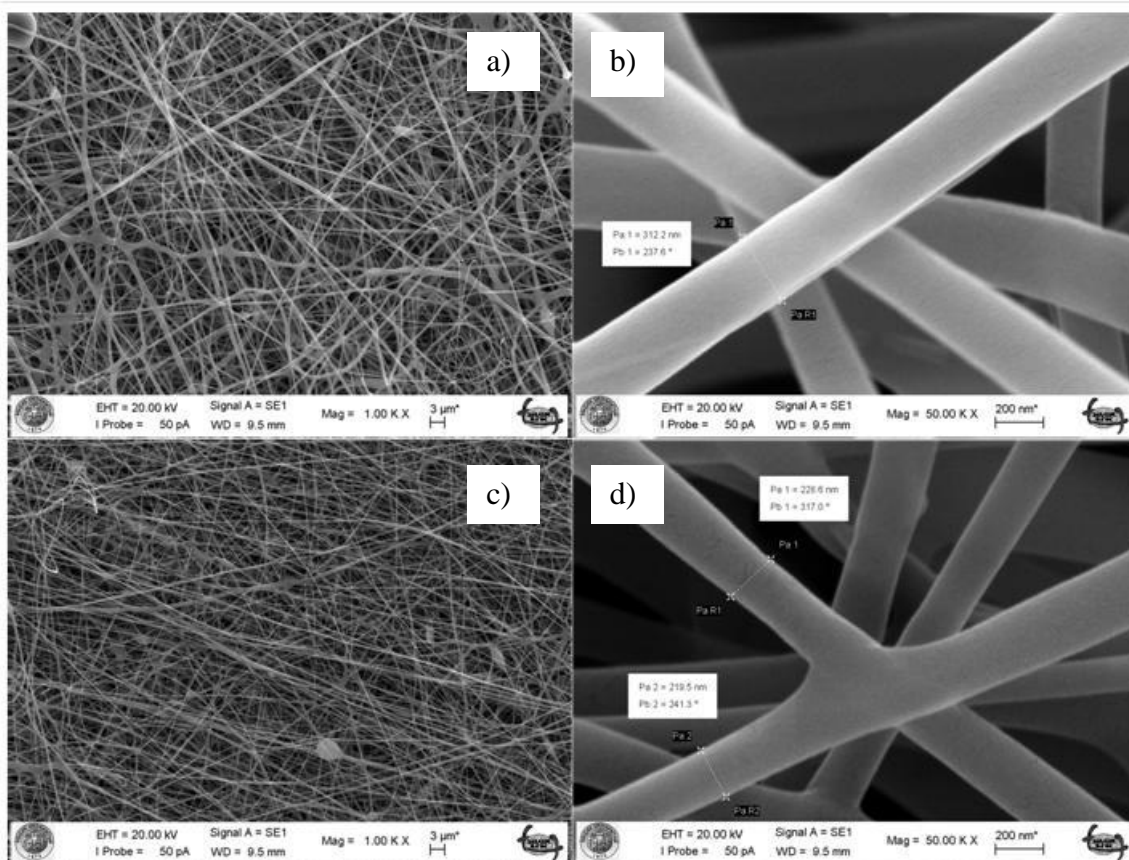 a)
b)
Pa 1
Pa 1 = 312.2 nm
Pb 1 = 237.6 °
Pa R1
EHT = 20.00 kV Signal A = SE1 Mag = 1.00 K X 3 µm*
I Probe = 50 pA WD = 9.5 mm
EHT = 20.00 kV Signal A = SE1 Mag = 50.00 K X 200 nm*
I Probe = 50 pA WD = 9.5 mm
c)
d)
Pa 1 = 228.6 nm
Pb 1 = 317.0 °
Pa 1
Pa R1
Pa 2 = 219.5 nm
Pb 2 = 241.3 °
Pa 2
Pa R2
EHT = 20.00 kV Signal A = SE1 Mag = 1.00 K X 3 µm*
I Probe = 50 pA WD = 9.5 mm
EHT = 20.00 kV Signal A = SE1 Mag = 50.00 K X 200 nm*
I Probe = 50 pA WD = 9.5 mm